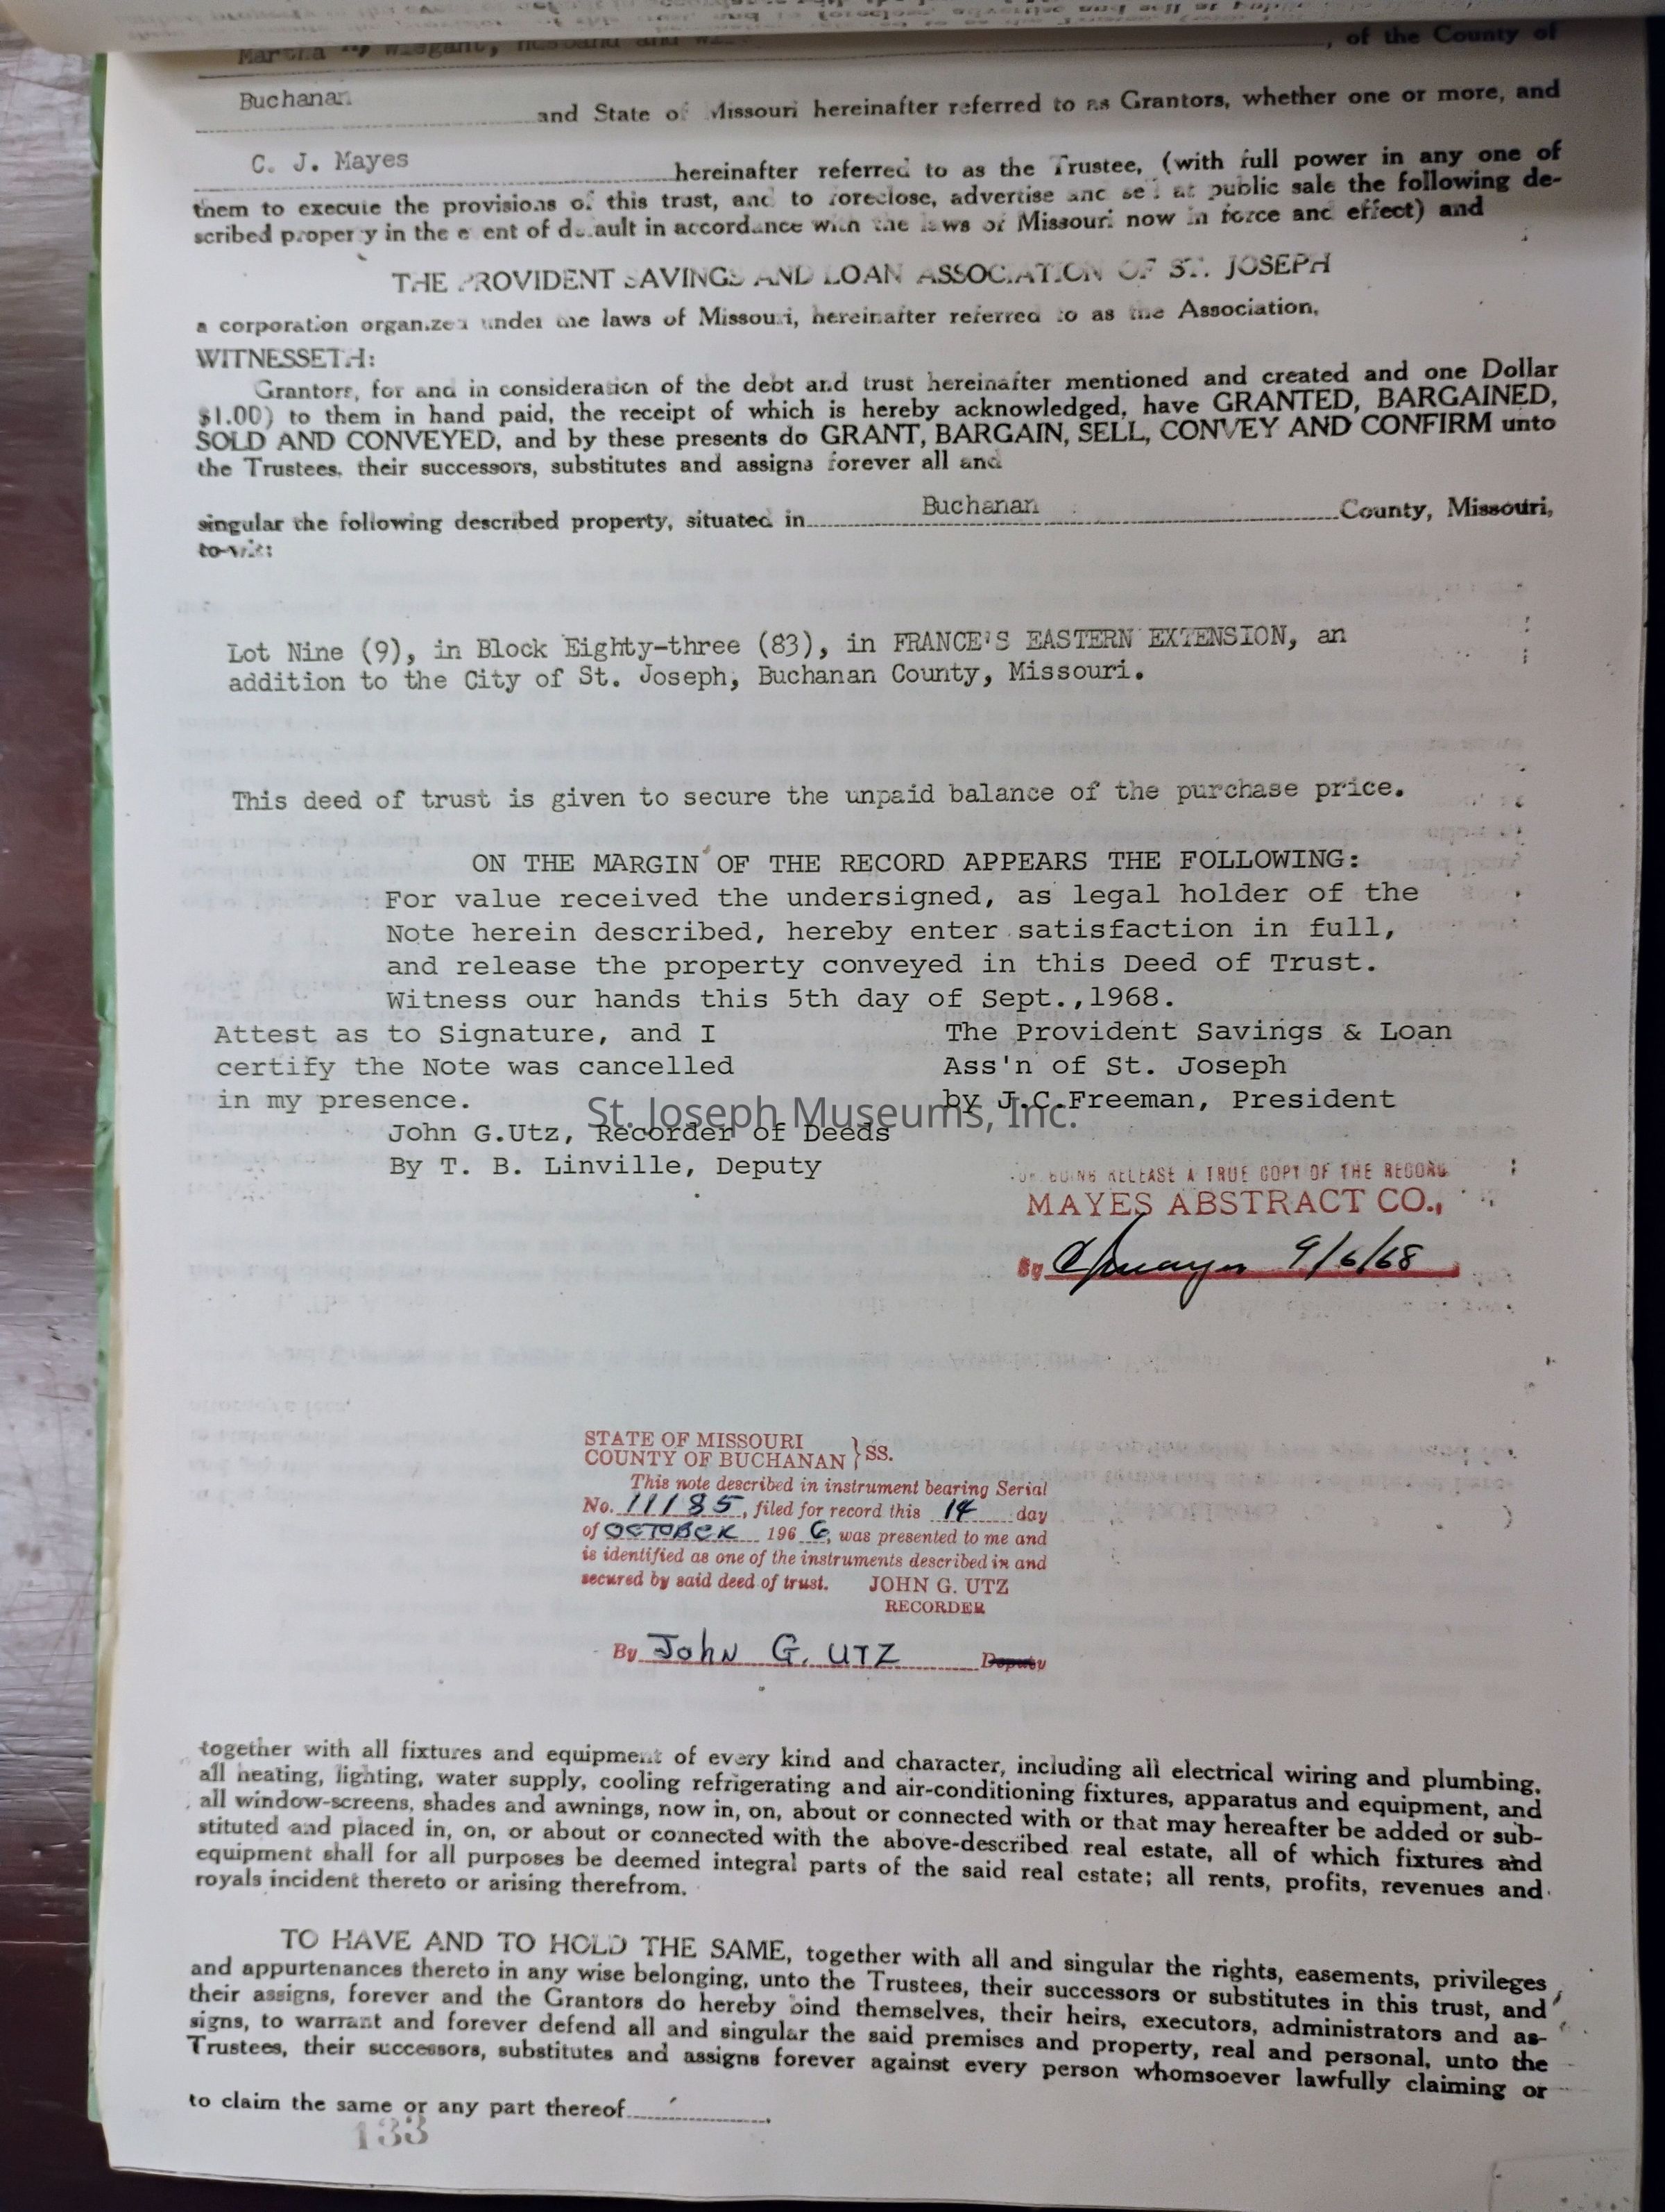 Martha Wiegant, husband and , of the County of
Buchanan and State of Missouri hereinafter referred to as Grantors, whether one or more, and
C. J. Mayes hereinafter referred to as the Trustee, (with full power in any one of
them to execute the provisions of this trust, and to foreclose, advertise and sell at public sale the following de-
scribed property in the event of default in accordance with the laws of Missouri now in force and effect) and
THE PROVIDENT SAVINGS AND LOAN ASSOCIATION OF ST. JOSEPH
a corporation organized under the laws of Missouri, hereinafter referred to as the Association,
WITNESSETH:
Grantors, for and in consideration of the debt and trust hereinafter mentioned and created and one Dollar
$1.00) to them in hand paid, the receipt of which is hereby acknowledged, have GRANTED, BARGAINED,
SOLD AND CONVEYED, and by these presents do GRANT, BARGAIN, SELL, CONVEY AND CONFIRM unto
the Trustees, their successors, substitutes and assigns forever all and
singular the following described property, situated in Buchanan County, Missouri,
to-wit:
Lot Nine (9), in Block Eighty-three (83), in FRANCE'S EASTERN EXTENSION, an
addition to the City of St. Joseph, Buchanan County, Missouri.
This deed of trust is given to secure the unpaid balance of the purchase price.
ON THE MARGIN OF THE RECORD APPEARS THE FOLLOWING:
For value received the undersigned, as legal holder of the
Note herein described, hereby enter satisfaction in full,
and release the property conveyed in this Deed of Trust.
Witness our hands this 5th day of Sept.,1968.
Attest as to Signature, and I
certify the Note was cancelled
in my presence.
John G.Utz, Recorder of Deeds
By T. B. Linville, Deputy
The Provident Savings & Loan
Ass'n of St. Joseph
by J.C.Freeman, President
St. Joseph Museums, Inc.
RELEASE A TRUE COPY OF THE RECORD
MAYES ABSTRACT CO.,
By CJMayes 9/6/68
STATE OF MISSOURI
COUNTY OF BUCHANAN } SS.
This note described in instrument bearing Serial
No. 11185, filed for record this 14 day
of OCTOBER 1966, was presented to me and
is identified as one of the instruments described in and
secured by said deed of trust. JOHN G. UTZ
RECORDER
By John G. UTZ Deputy
together with all fixtures and equipment of every kind and character, including all electrical wiring and plumbing,
all heating, lighting, water supply, cooling refrigerating and air-conditioning fixtures, apparatus and equipment, and
all window-screens, shades and awnings, now in, on, about or connected with or that may hereafter be added or sub-
stituted and placed in, on, or about or connected with the above-described real estate, all of which fixtures and
equipment shall for all purposes be deemed integral parts of the said real estate; all rents, profits, revenues and
royals incident thereto or arising therefrom.
TO HAVE AND TO HOLD THE SAME, together with all and singular the rights, easements, privileges
and appurtenances thereto in any wise belonging, unto the Trustees, their successors or substitutes in this trust, and
their assigns, forever and the Grantors do hereby bind themselves, their heirs, executors, administrators and as-
signs, to warrant and forever defend all and singular the said premises and property, real and personal, unto the
Trustees, their successors, substitutes and assigns forever against every person whomsoever lawfully claiming or
to claim the same or any part thereof
133